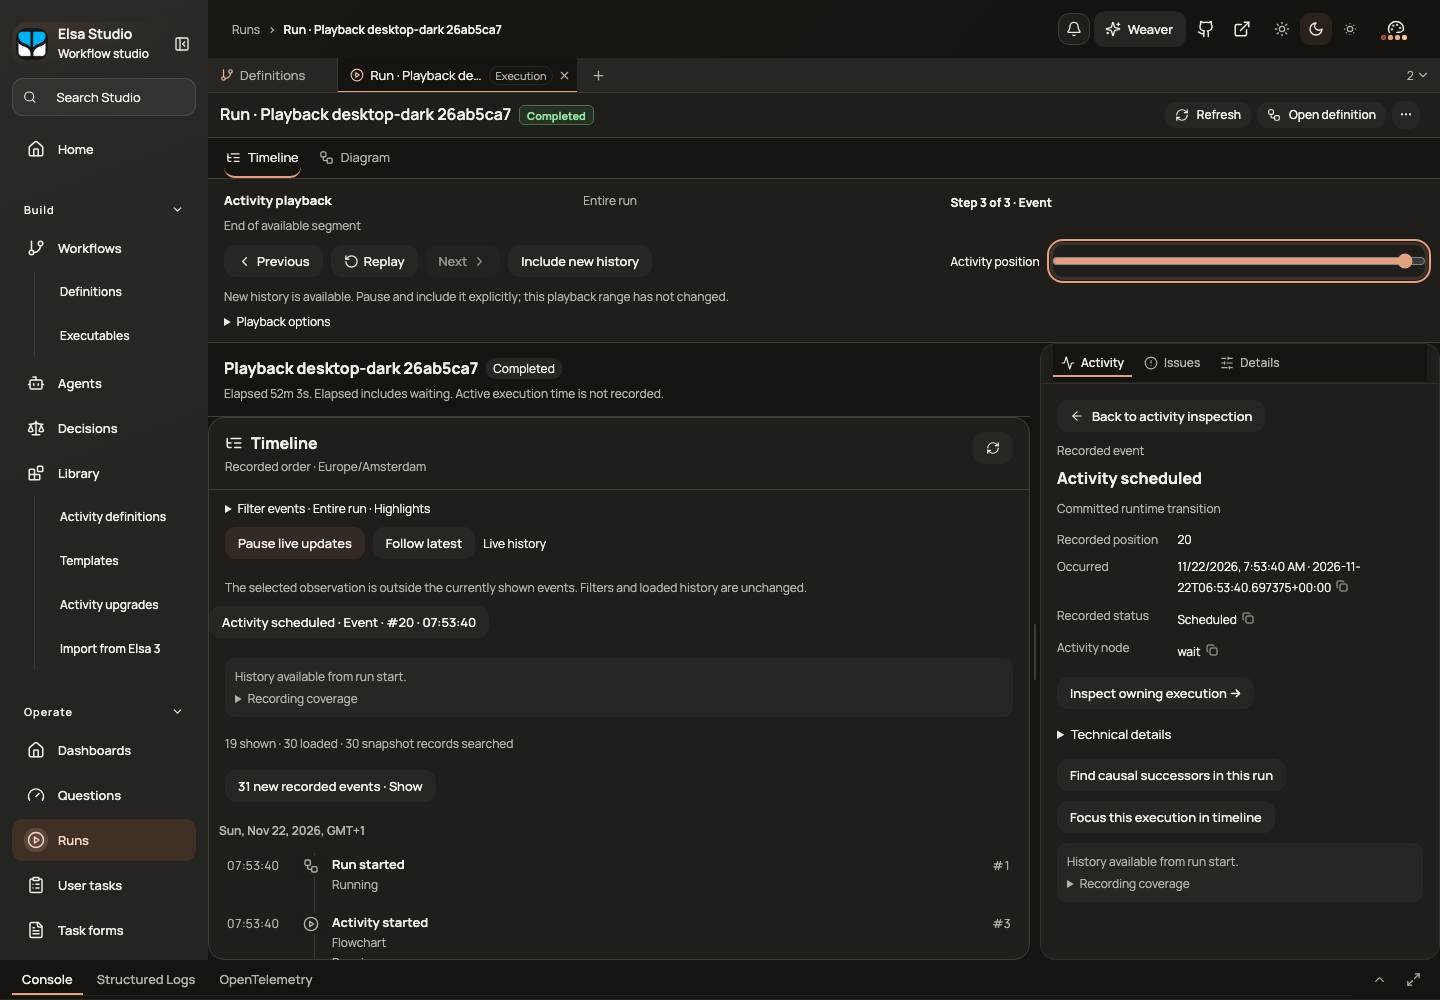 Elsa Studio
Workflow studio
Search Studio
Home
Build
Workflows
Definitions
Executables
Agents
Decisions
Library
Activity definitions
Templates
Activity upgrades
Import from Elsa 3
Operate
Dashboards
Questions
Runs
User tasks
Task forms
Runs › Run · Playback desktop-dark 26ab5ca7
Weaver
Definitions
Run · Playback de... Execution
2
Run · Playback desktop-dark 26ab5ca7 Completed
Refresh
Open definition
Timeline
Diagram
Activity playback
Entire run
Step 3 of 3 · Event
End of available segment
Previous
Replay
Next
Include new history
Activity position
New history is available. Pause and include it explicitly; this playback range has not changed.
Playback options
Playback desktop-dark 26ab5ca7 Completed
Elapsed 52m 3s. Elapsed includes waiting. Active execution time is not recorded.
Timeline
Recorded order · Europe/Amsterdam
Filter events · Entire run · Highlights
Pause live updates
Follow latest
Live history
The selected observation is outside the currently shown events. Filters and loaded history are unchanged.
Activity scheduled · Event · #20 · 07:53:40
History available from run start.
Recording coverage
19 shown · 30 loaded · 30 snapshot records searched
31 new recorded events · Show
Sun, Nov 22, 2026, GMT+1
07:53:40 Run started #1
Running
07:53:40 Activity started #3
Flowchart
Activity
Issues
Details
Back to activity inspection
Recorded event
Activity scheduled
Committed runtime transition
Recorded position 20
Occurred 11/22/2026, 7:53:40 AM · 2026-11-
22T06:53:40.697375+00:00
Recorded status Scheduled
Activity node wait
Inspect owning execution →
Technical details
Find causal successors in this run
Focus this execution in timeline
History available from run start.
Recording coverage
Console
Structured Logs
OpenTelemetry